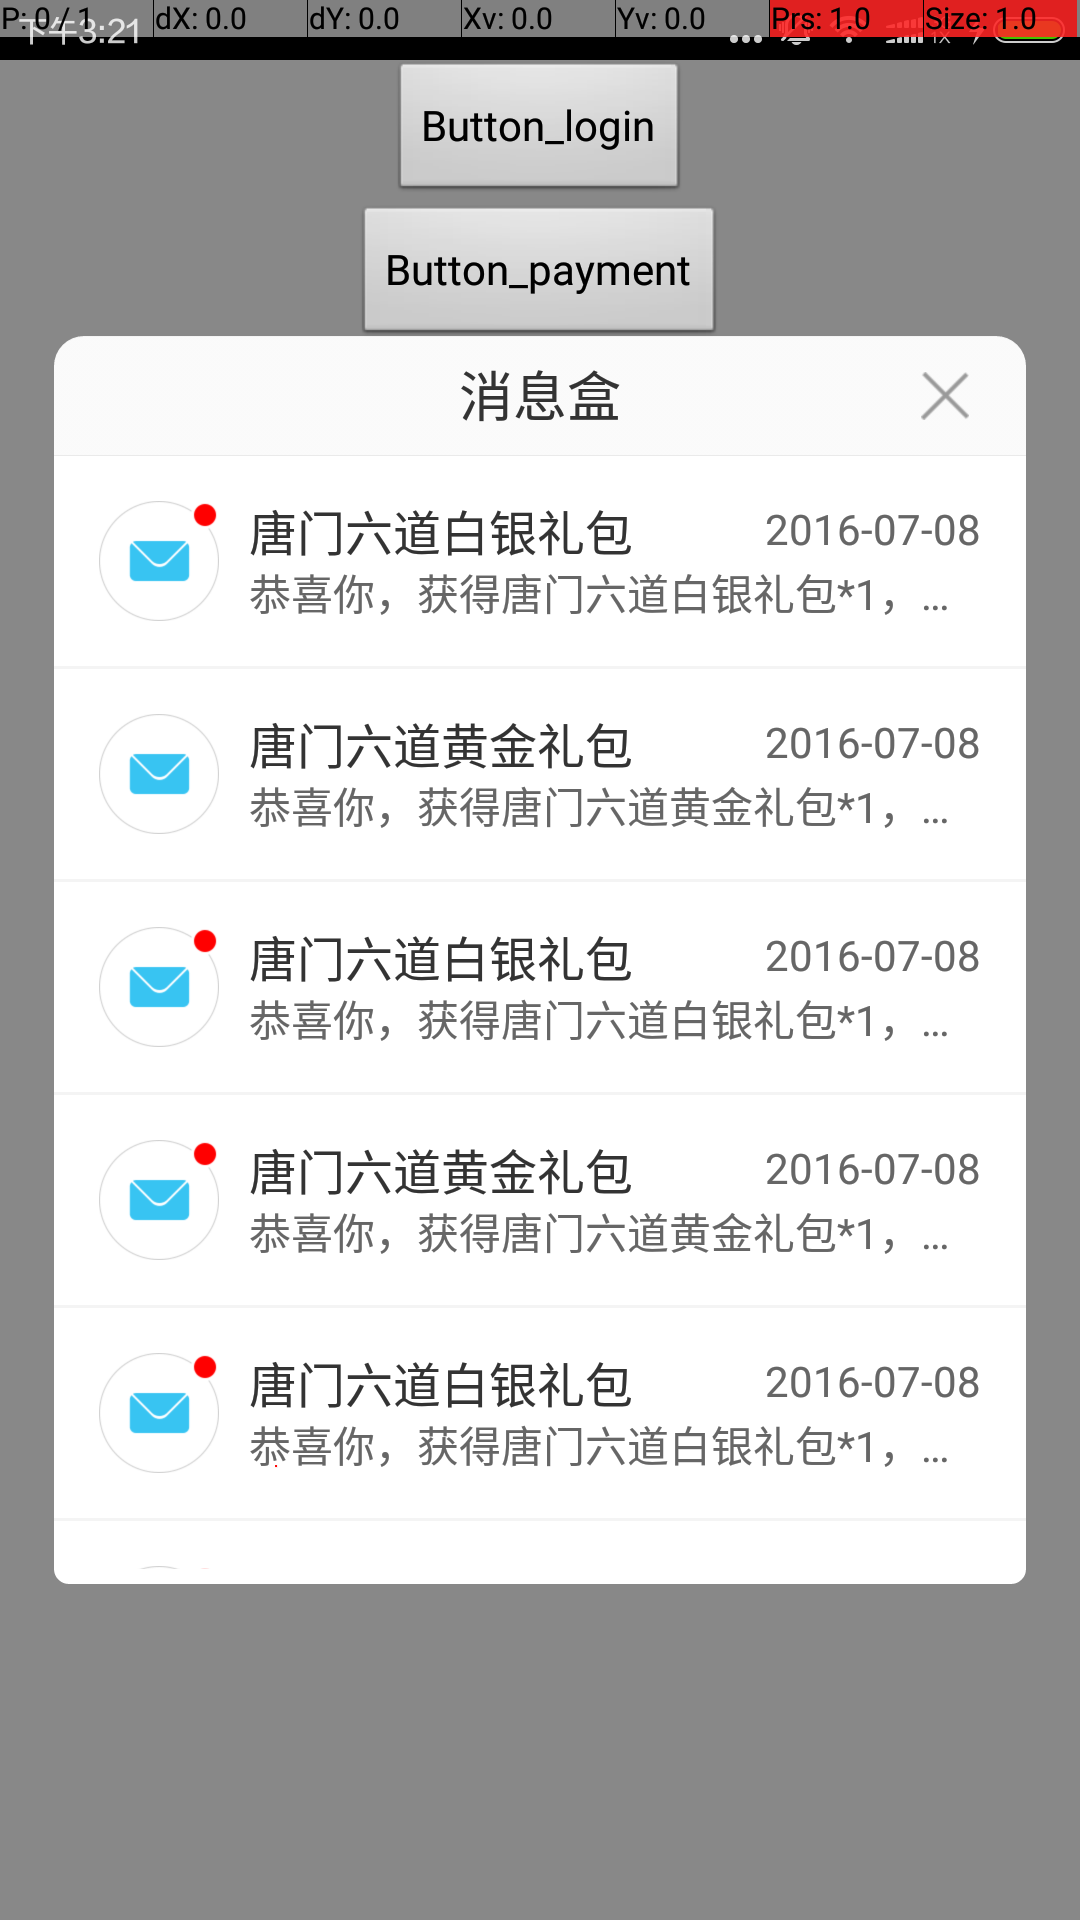 P: 0 / 1 dX: 0.0 dY: 0.0 Xv: 0.0 Yv: 0.0 Prs: 1.0 Size: 1.0
下午3:21
Button_login
Button_payment
消息盒
唐门六道白银礼包 2016-07-08
恭喜你，获得唐门六道白银礼包*1，...
唐门六道黄金礼包 2016-07-08
恭喜你，获得唐门六道黄金礼包*1，...
唐门六道白银礼包 2016-07-08
恭喜你，获得唐门六道白银礼包*1，...
唐门六道黄金礼包 2016-07-08
恭喜你，获得唐门六道黄金礼包*1，...
唐门六道白银礼包 2016-07-08
恭喜你，获得唐门六道白银礼包*1，...